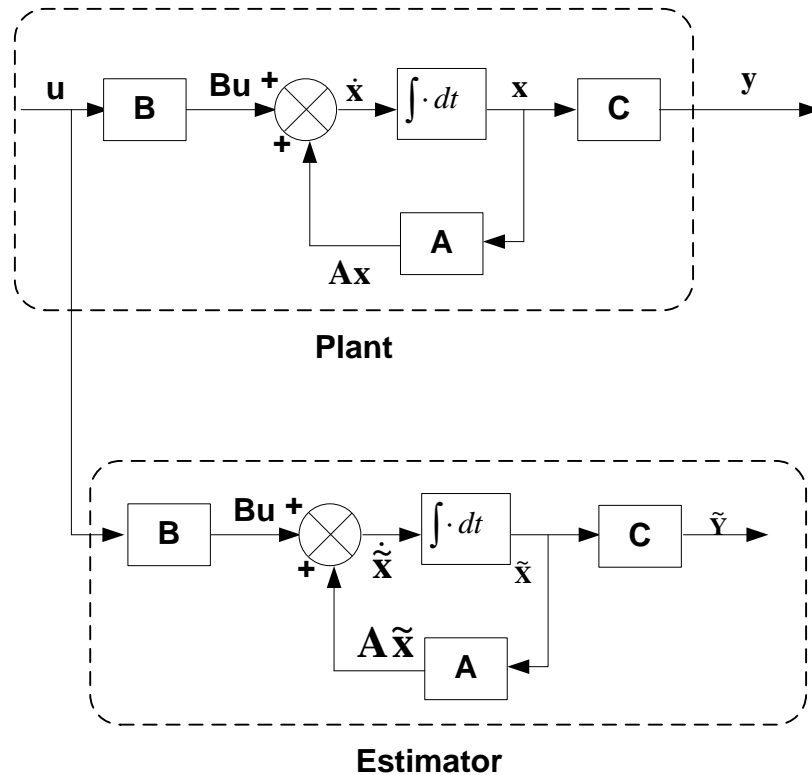 u
B
Bu
+
+
ẋ
∫· dt
x
C
y
A
Ax
Plant
B
Bu
+
+
x̃̇
∫· dt
x̃
C
Ỹ
A
Ax̃
Estimator